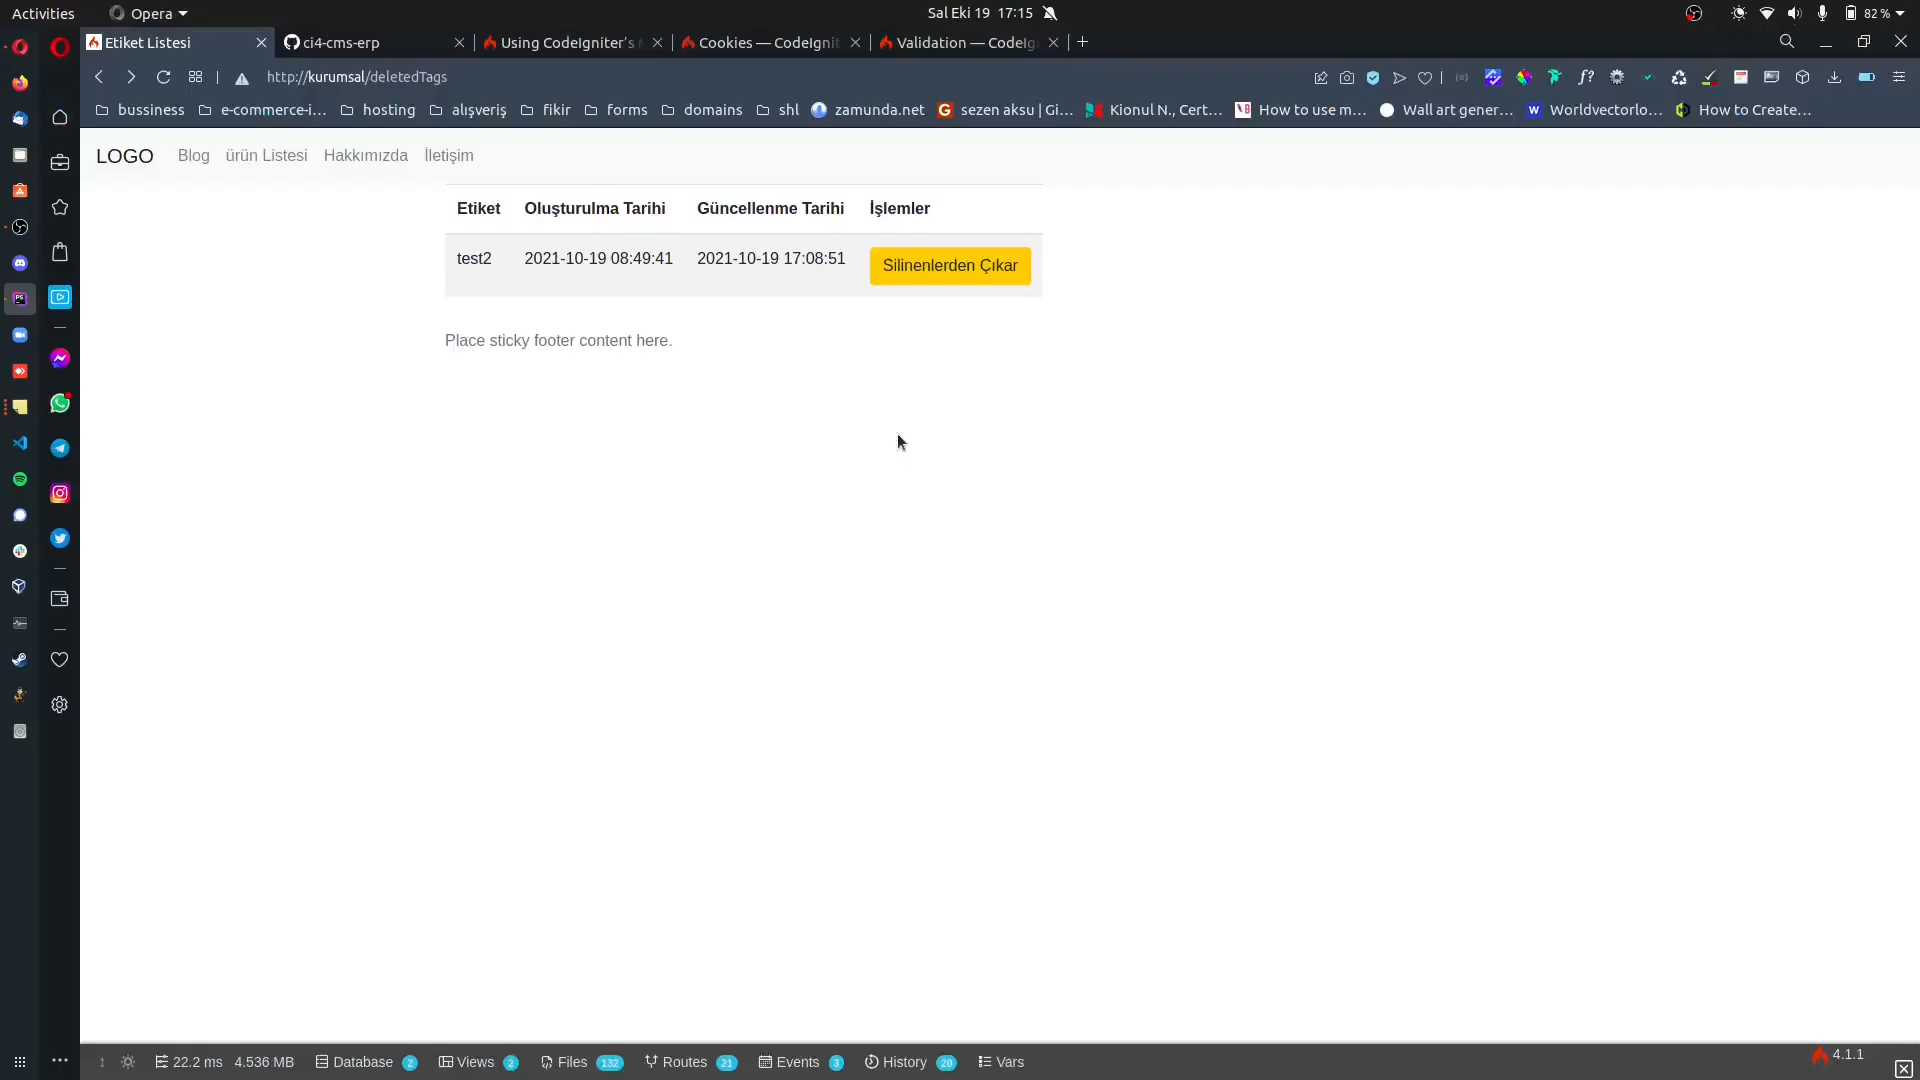 Activities Opera Sal Eki 19 17:15 82 %
Etiket Listesi ci4-cms-erp Using CodeIgniter's Cookies — CodeIgnit Validation — CodeIg
http://kurumsal/deletedTags
bussiness e-commerce-i... hosting alışveriş fikir forms domains shl zamunda.net sezen aksu | Gi... Kionul N., Cert... How to use m... Wall art gener... Worldvectorlo... How to Create...
LOGO Blog ürün Listesi Hakkımızda İletişim
Etiket Oluşturulma Tarihi Güncellenme Tarihi İşlemler
test2 2021-10-19 08:49:41 2021-10-19 17:08:51 Silinenlerden Çıkar
Place sticky footer content here.
22.2 ms 4.536 MB Database 2 Views 2 Files 132 Routes 21 Events 3 History 20 Vars 4.1.1